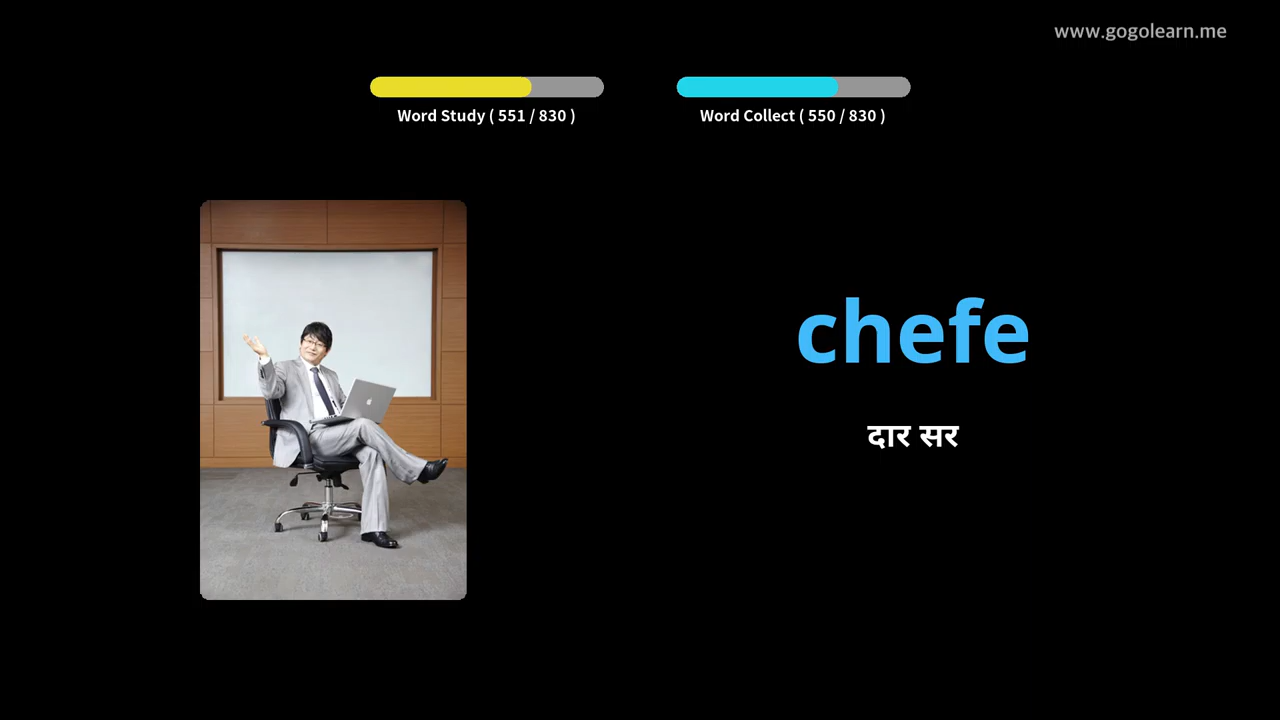 www.gogolearn.me
Word Study ( 551 / 830 )
Word Collect ( 550 / 830 )
chefe
दार सर